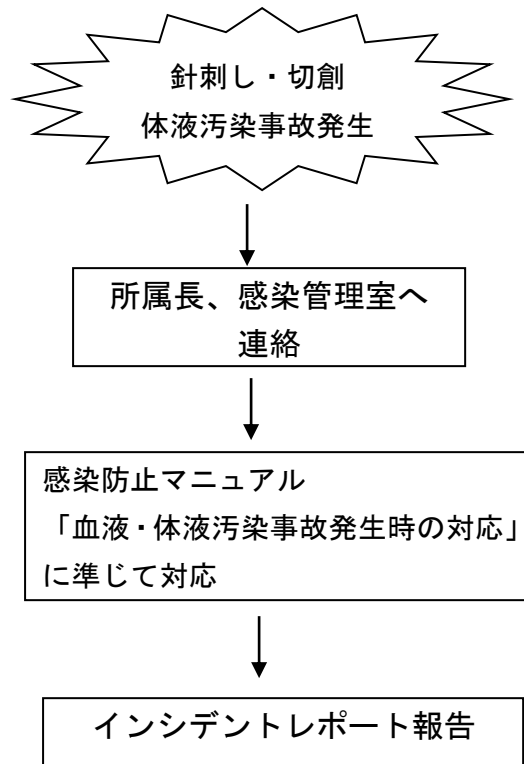 針刺し・切創
体液汚染事故発生
所属長、感染管理室へ
連絡
感染防止マニュアル
「血液・体液汚染事故発生時の対応」
に準じて対応
インシデントレポート報告